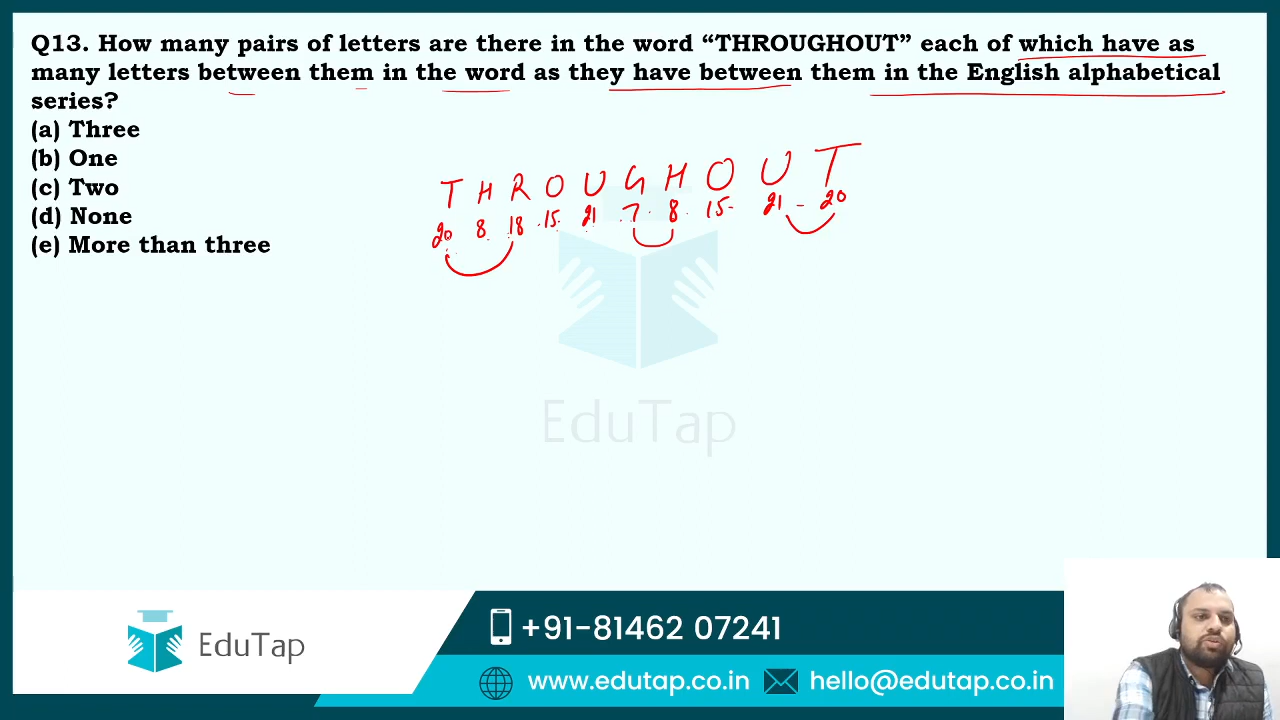 Q13. How many pairs of letters are there in the word “THROUGHOUT” each of which have as
many letters between them in the word as they have between them in the English alphabetical
series?
(a) Three
(b) One
(c) Two
(d) None
(e) More than three
T H R O U G H O U T
20 8 18 15 21 7 8 15 21 20
EduTap
EduTap
+91-81462 07241
www.edutap.co.in
hello@edutap.co.in